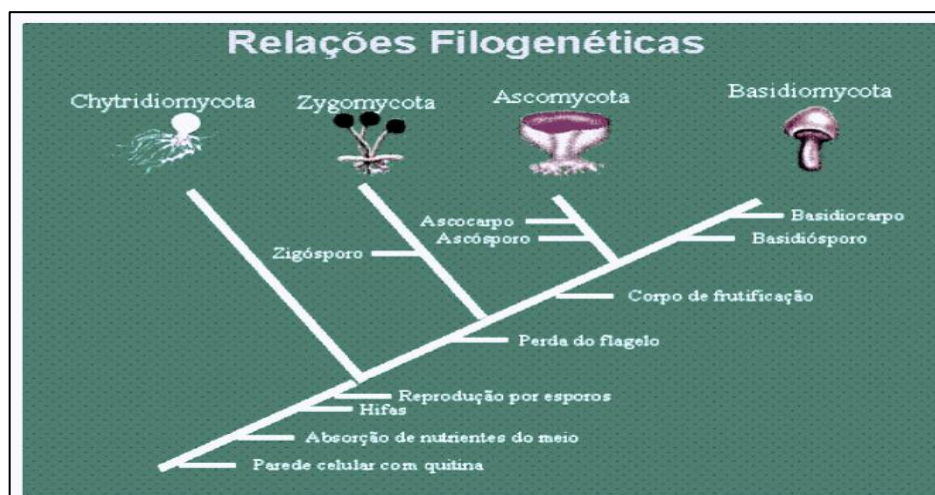 Relações Filogenéticas
Chytridiomycota
Zygomycota
Ascomycota
Basidiomycota
Ascocarpo
Ascósporo
Zigósporo
Basidiocarpo
Basidiósporo
Corpo de frutificação
Perda do flagelo
Reprodução por esporos
Hifas
Absorção de nutrientes do meio
Parede celular com quitina